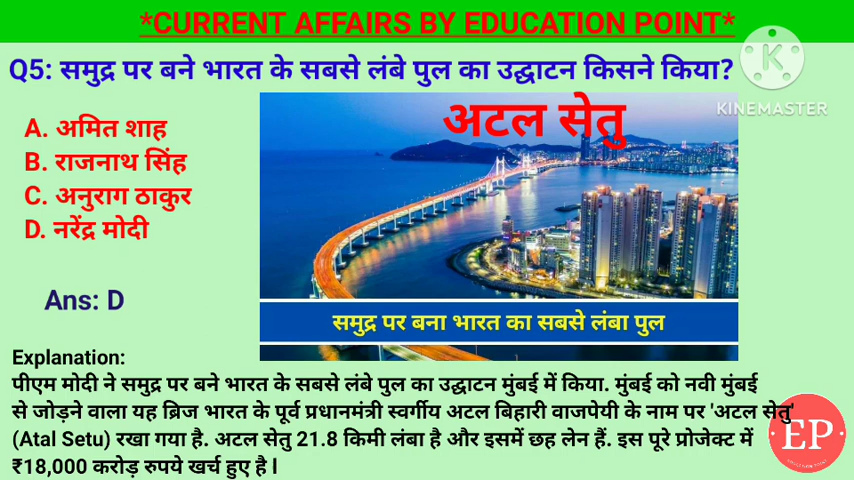 *CURRENT AFFAIRS BY EDUCATION POINT*
Q5: समुद्र पर बने भारत के सबसे लंबे पुल का उद्घाटन किसने किया?
KINEMASTER
अटल सेतु
A. अमित शाह
B. राजनाथ सिंह
C. अनुराग ठाकुर
D. नरेंद्र मोदी
Ans: D
समुद्र पर बना भारत का सबसे लंबा पुल
Explanation:
पीएम मोदी ने समुद्र पर बने भारत के सबसे लंबे पुल का उद्घाटन मुंबई में किया. मुंबई को नवी मुंबई
से जोड़ने वाला यह ब्रिज भारत के पूर्व प्रधानमंत्री स्वर्गीय अटल बिहारी वाजपेयी के नाम पर 'अटल सेतु'
(Atal Setu) रखा गया है. अटल सेतु 21.8 किमी लंबा है और इसमें छह लेन हैं. इस पूरे प्रोजेक्ट में
₹18,000 करोड़ रुपये खर्च हुए है l
EP
EDUCATION POINT